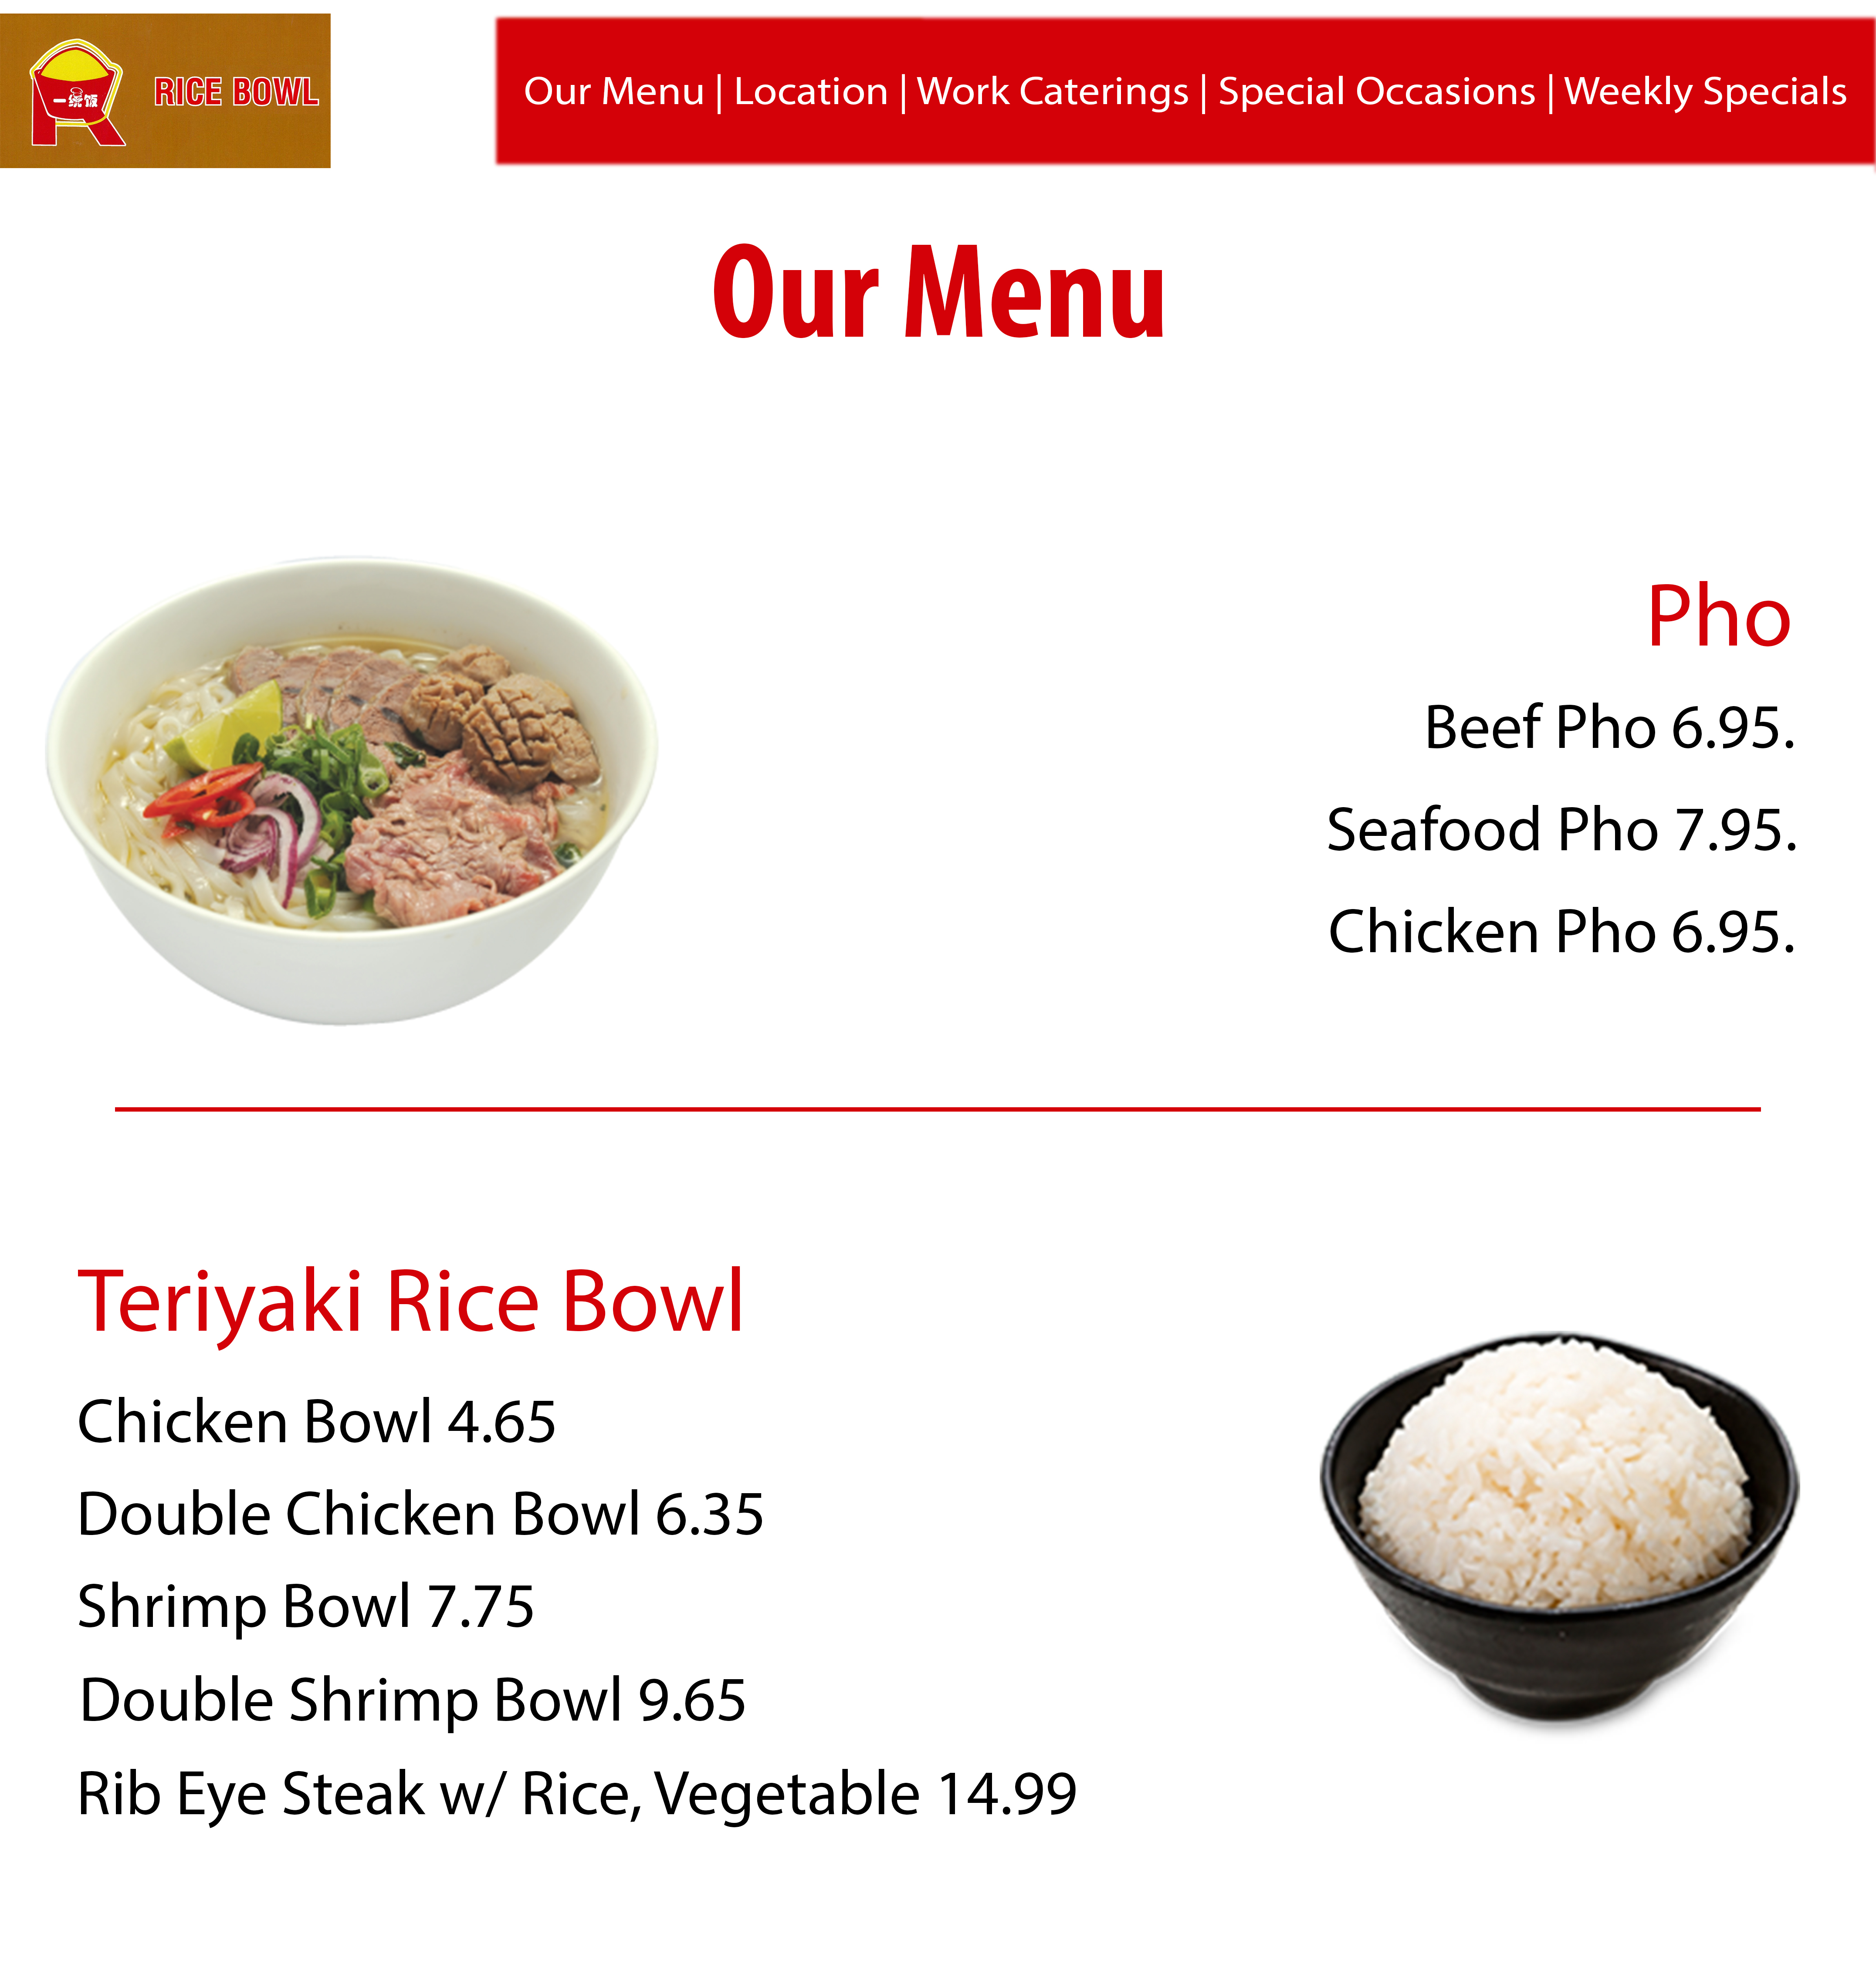 一碗饭
RICE BOWL
Our Menu | Location | Work Caterings | Special Occasions | Weekly Specials
Our Menu
Pho
Beef Pho 6.95.
Seafood Pho 7.95.
Chicken Pho 6.95.
Teriyaki Rice Bowl
Chicken Bowl 4.65
Double Chicken Bowl 6.35
Shrimp Bowl 7.75
Double Shrimp Bowl 9.65
Rib Eye Steak w/ Rice, Vegetable 14.99